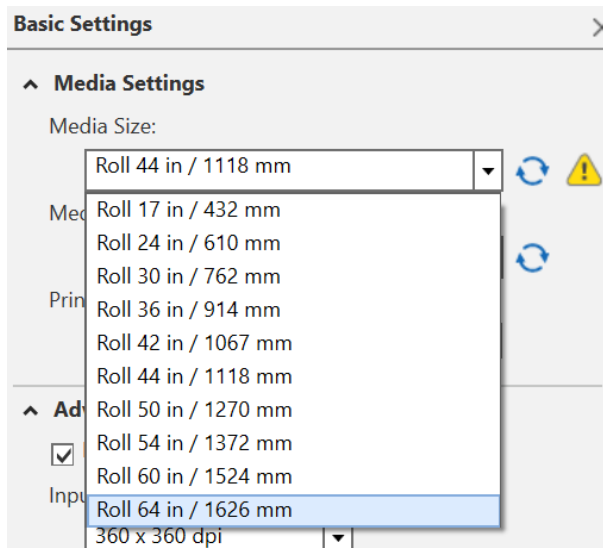 Basic Settings
Media Settings
Media Size:
Roll 44 in / 1118 mm
Roll 17 in / 432 mm
Roll 24 in / 610 mm
Roll 30 in / 762 mm
Roll 36 in / 914 mm
Roll 42 in / 1067 mm
Roll 44 in / 1118 mm
Roll 50 in / 1270 mm
Roll 54 in / 1372 mm
Roll 60 in / 1524 mm
Roll 64 in / 1626 mm
360 x 360 dpi